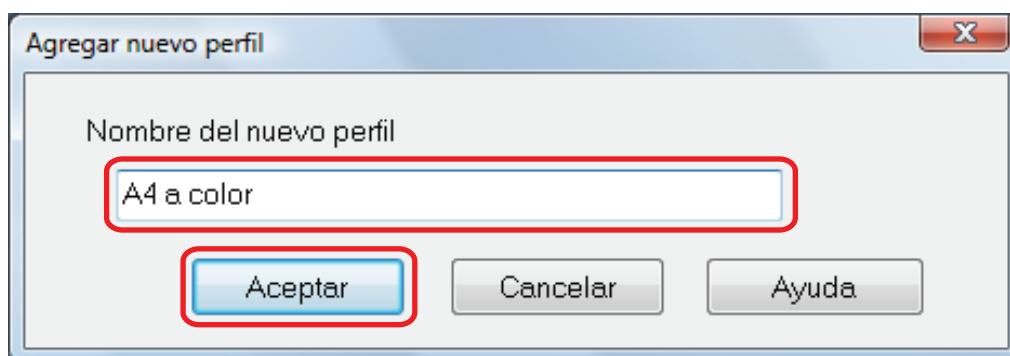 Agregar nuevo perfil
Nombre del nuevo perfil
A4 a color
Aceptar Cancelar Ayuda